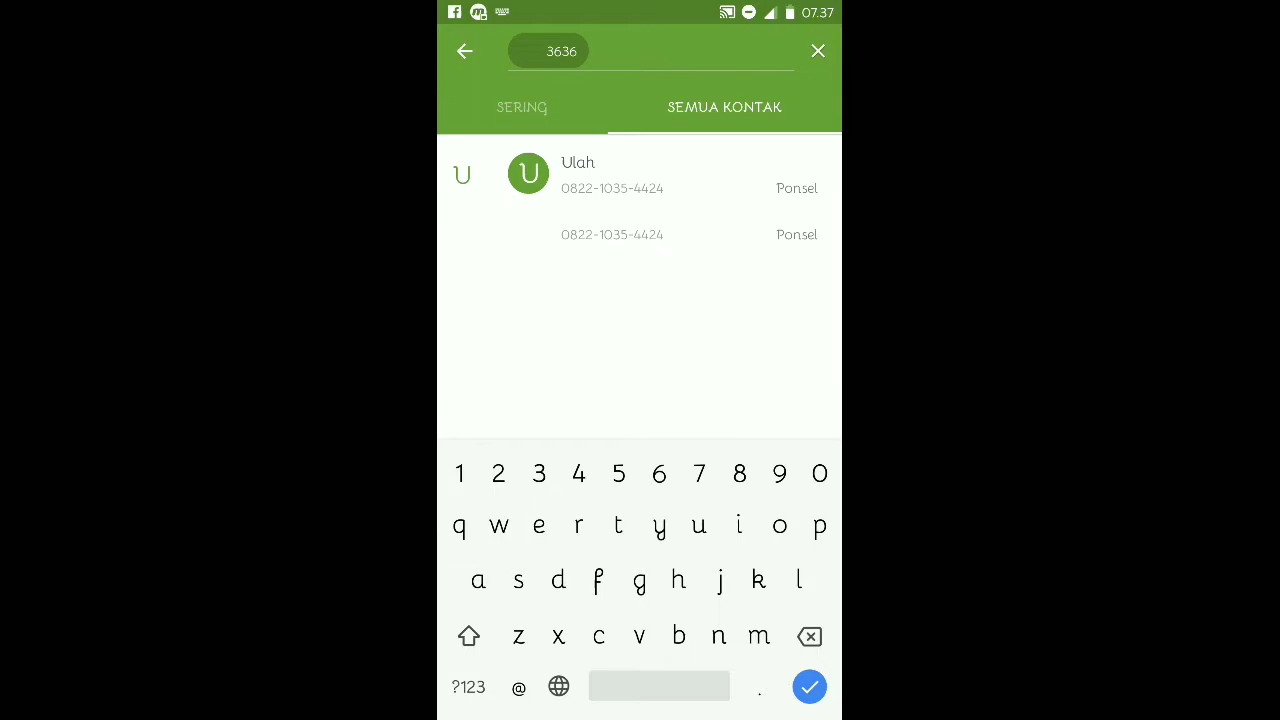 07.37
3636
SERING SEMUA KONTAK
U U Ulah
0822-1035-4424 Ponsel
0822-1035-4424 Ponsel
1 2 3 4 5 6 7 8 9 0
q w e r t y u i o p
a s d f g h j k l
z x c v b n m
?123 @ .